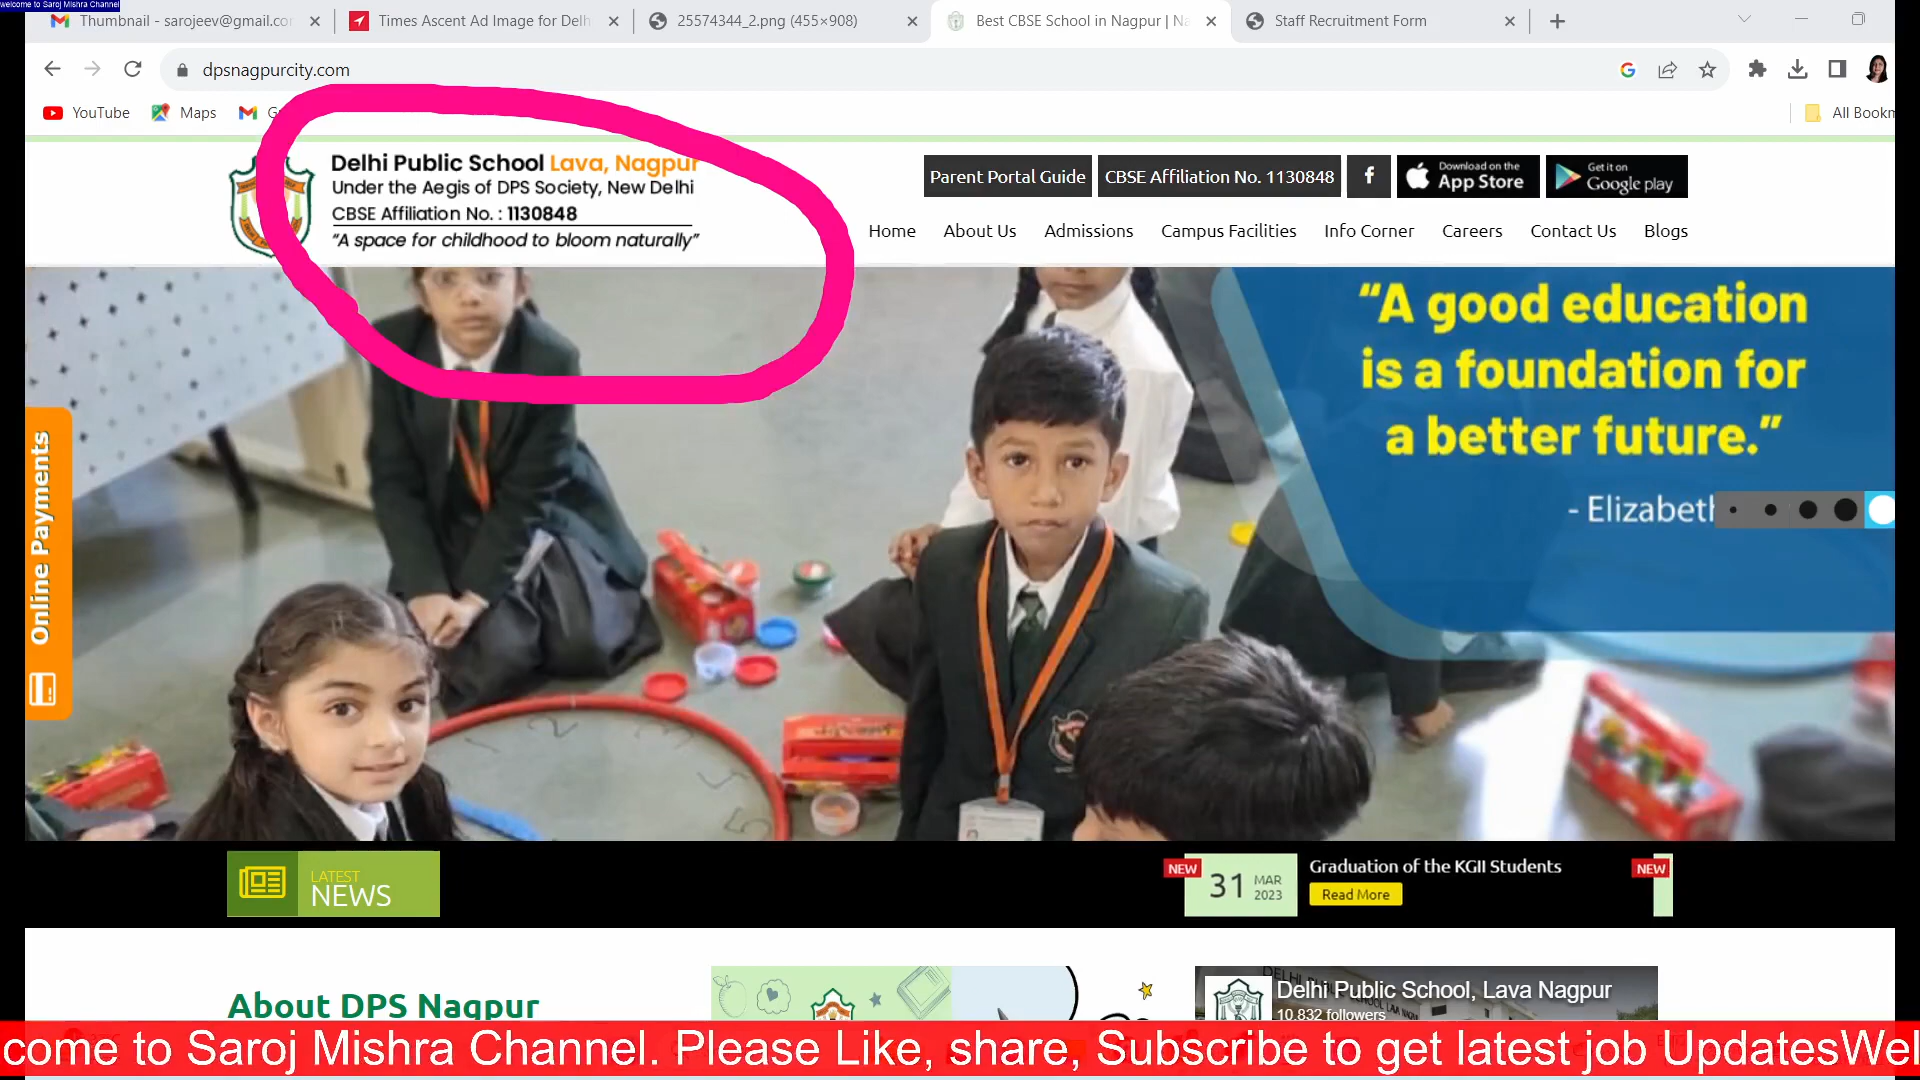 welcome to Saroj Mishra Channel
Thumbnail - sarojeev@gmail.co
Times Ascent Ad Image for Delh
25574344_2.png (455×908)
Best CBSE School in Nagpur | Na
Staff Recruitment Form
dpsnagpurcity.com
YouTube
Maps
All Bookm
Delhi Public School Lava, Nagpur
Under the Aegis of DPS Society, New Delhi
CBSE Affiliation No. : 1130848
“A space for childhood to bloom naturally”
Parent Portal Guide
CBSE Affiliation No. 1130848
f
Download on the
App Store
Get it on
Google play
Home
About Us
Admissions
Campus Facilities
Info Corner
Careers
Contact Us
Blogs
“A good education
is a foundation for
a better future.”
- Elizabeth
Online Payments
LATEST
NEWS
NEW
31
MAR
2023
Graduation of the KGII Students
Read More
NEW
About DPS Nagpur
Delhi Public School, Lava Nagpur
10,832 followers
come to Saroj Mishra Channel. Please Like, share, Subscribe to get latest job UpdatesWel